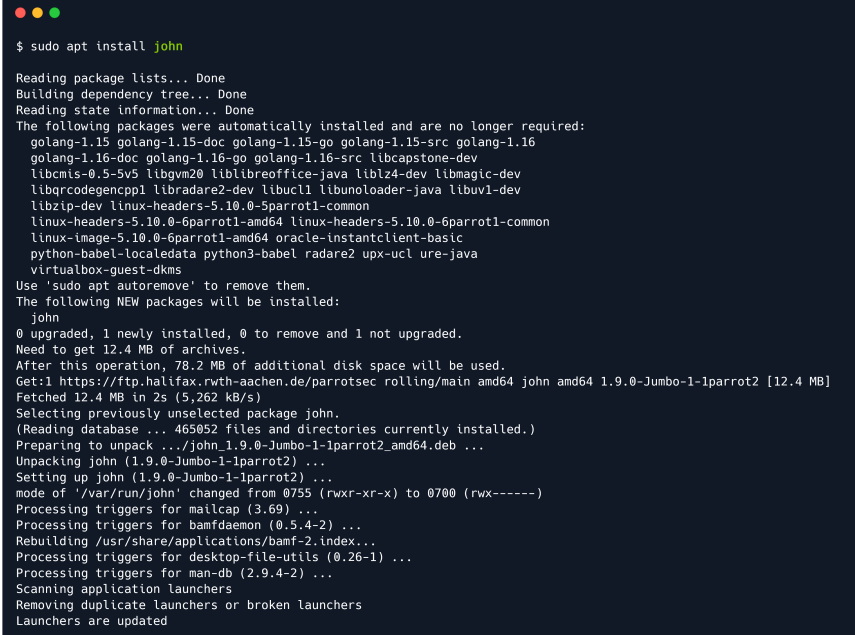 $ sudo apt install john
Reading package lists... Done
Building dependency tree... Done
Reading state information... Done
The following packages were automatically installed and are no longer required:
golang-1.15 golang-1.15-doc golang-1.15-go golang-1.15-src golang-1.16
golang-1.16-doc golang-1.16-go golang-1.16-src libcapstone-dev
libcmis-0.5-5v5 libgvm20 liblibreoffice-java liblz4-dev libmagic-dev
libqrcodegencpp1 libradare2-dev libucl1 libunoloader-java libuv1-dev
libzip-dev linux-headers-5.10.0-5parrot1-common
linux-headers-5.10.0-6parrot1-amd64 linux-headers-5.10.0-6parrot1-common
linux-image-5.10.0-6parrot1-amd64 oracle-instantclient-basic
python-babel-localedata python3-babel radare2 upx-ucl ure-java
virtualbox-guest-dkms
Use 'sudo apt autoremove' to remove them.
The following NEW packages will be installed:
john
0 upgraded, 1 newly installed, 0 to remove and 1 not upgraded.
Need to get 12.4 MB of archives.
After this operation, 78.2 MB of additional disk space will be used.
Get:1 https://ftp.halifax.rwth-aachen.de/parrotsec rolling/main amd64 john amd64 1.9.0-Jumbo-1-1parrot2 [12.4 MB]
Fetched 12.4 MB in 2s (5,262 kB/s)
Selecting previously unselected package john.
(Reading database ... 465052 files and directories currently installed.)
Preparing to unpack .../john_1.9.0-Jumbo-1-1parrot2_amd64.deb ...
Unpacking john (1.9.0-Jumbo-1-1parrot2) ...
Setting up john (1.9.0-Jumbo-1-1parrot2) ...
mode of '/var/run/john' changed from 0755 (rwxr-xr-x) to 0700 (rwx------)
Processing triggers for mailcap (3.69) ...
Processing triggers for bamfdaemon (0.5.4-2) ...
Rebuilding /usr/share/applications/bamf-2.index...
Processing triggers for desktop-file-utils (0.26-1) ...
Processing triggers for man-db (2.9.4-2) ...
Scanning application launchers
Removing duplicate launchers or broken launchers
Launchers are updated